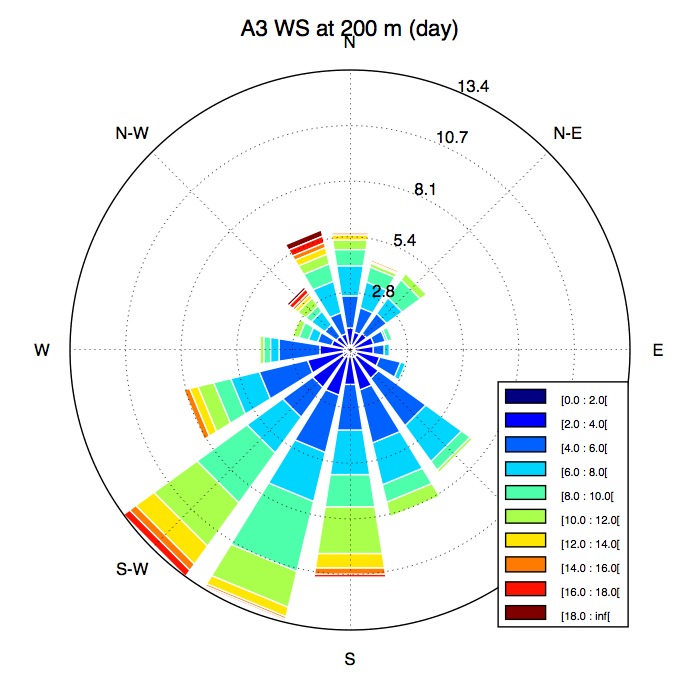 A3 WS at 200 m (day)
N
13.4
N-W
N-E
10.7
8.1
5.4
2.8
W
E
[0.0 : 2.0[
[2.0 : 4.0[
[4.0 : 6.0[
[6.0 : 8.0[
[8.0 : 10.0[
[10.0 : 12.0[
[12.0 : 14.0[
[14.0 : 16.0[
[16.0 : 18.0[
[18.0 : inf[
S-W
S